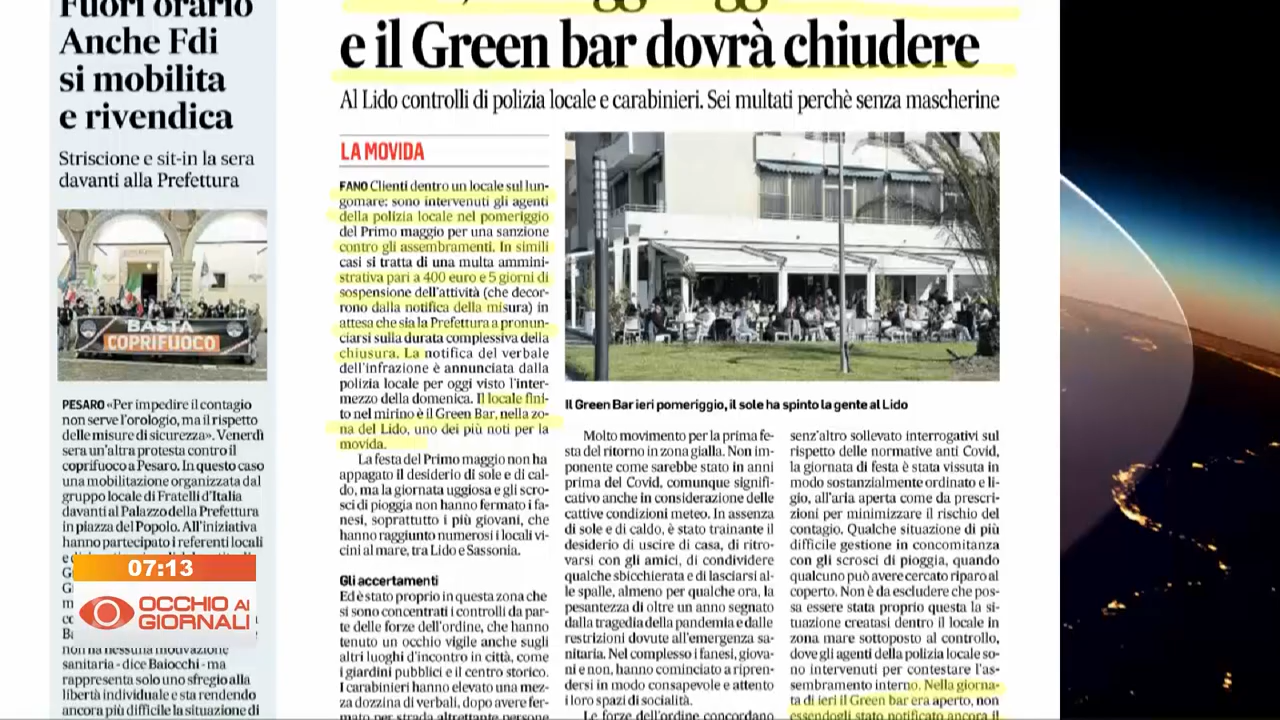 Fuori orario
Anche Fdi
si mobilita
e rivendica
Striscione e sit-in la sera
davanti alla Prefettura
BASTA
COPRIFUOCO
PESARO «Per impedire il contagio
non serve l'orologio, ma il rispetto
delle misure di sicurezza». Venerdì
sera un'altra protesta contro il
coprifuoco a Pesaro. In questo caso
una mobilitazione organizzata dal
gruppo locale di Fratelli d'Italia
davanti al Palazzo della Prefettura
in piazza del Popolo. All'iniziativa
hanno partecipato i referenti locali
07:13
OCCHIO AI
GIORNALI
non ha nessuna motivazione
sanitaria - dice Baiocchi - ma
rappresenta solo uno sfregio alla
libertà individuale e sta rendendo
ancora più difficile la situazione di
e il Green bar dovrà chiudere
Al Lido controlli di polizia locale e carabinieri. Sei multati perchè senza mascherine
LA MOVIDA
FANO Clienti dentro un locale sul lun-
gomare: sono intervenuti gli agenti
della polizia locale nel pomeriggio
del Primo maggio per una sanzione
contro gli assembramenti. In simili
casi si tratta di una multa ammini-
strativa pari a 400 euro e 5 giorni di
sospensione dell'attività (che decor-
rono dalla notifica della misura) in
attesa che sia la Prefettura a pronun-
ciarsi sulla durata complessiva della
chiusura. La notifica del verbale
dell'infrazione è annunciata dalla
polizia locale per oggi visto l'inter-
mezzo della domenica. Il locale fini-
to nel mirino è il Green Bar, nella zo-
na del Lido, uno dei più noti per la
movida.
La festa del Primo maggio non ha
appagato il desiderio di sole e di cal-
do, ma la giornata uggiosa e gli scro-
sci di pioggia non hanno fermato i fa-
nesi, soprattutto i più giovani, che
hanno raggiunto numerosi i locali vi-
cini al mare, tra Lido e Sassonia.
Gli accertamenti
Ed è stato proprio in questa zona che
si sono concentrati i controlli da par-
te delle forze dell'ordine, che hanno
tenuto un occhio vigile anche sugli
altri luoghi d'incontro in città, come
i giardini pubblici e il centro storico.
I carabinieri hanno elevato una mez-
za dozzina di verbali, dopo avere fer-
mato per strada altrettante persone
Il Green Bar ieri pomeriggio, il sole ha spinto la gente al Lido
Molto movimento per la prima fe-
sta del ritorno in zona gialla. Non im-
ponente come sarebbe stato in anni
prima del Covid, comunque signifi-
cativo anche in considerazione delle
cattive condizioni meteo. In assenza
di sole e di caldo, è stato trainante il
desiderio di uscire di casa, di ritro-
varsi con gli amici, di condividere
qualche sbicchierata e di lasciarsi al-
le spalle, almeno per qualche ora, la
pesantezza di oltre un anno segnato
dalla tragedia della pandemia e dalle
restrizioni dovute all'emergenza sa-
nitaria. Nel complesso i fanesi, giova-
ni e non, hanno cominciato a ripren-
dersi in modo consapevole e attento
i loro spazi di socialità.
Le forze dell'ordine concordano
senz'altro sollevato interrogativi sul
rispetto delle normative anti Covid,
la giornata di festa è stata vissuta in
modo sostanzialmente ordinato e li-
gio, all'aria aperta come da prescri-
zioni per minimizzare il rischio del
contagio. Qualche situazione di più
difficile gestione in concomitanza
con gli scrosci di pioggia, quando
qualcuno può avere cercato riparo al
coperto. Non è da escludere che pos-
sa essere stata proprio questa la si-
tuazione creatasi dentro il locale in
zona mare sottoposto al controllo,
dove gli agenti della polizia locale so-
no intervenuti per contestare l'as-
sembramento interno. Nella giorna-
ta di ieri il Green bar era aperto, non
essendogli stato notificato ancora il